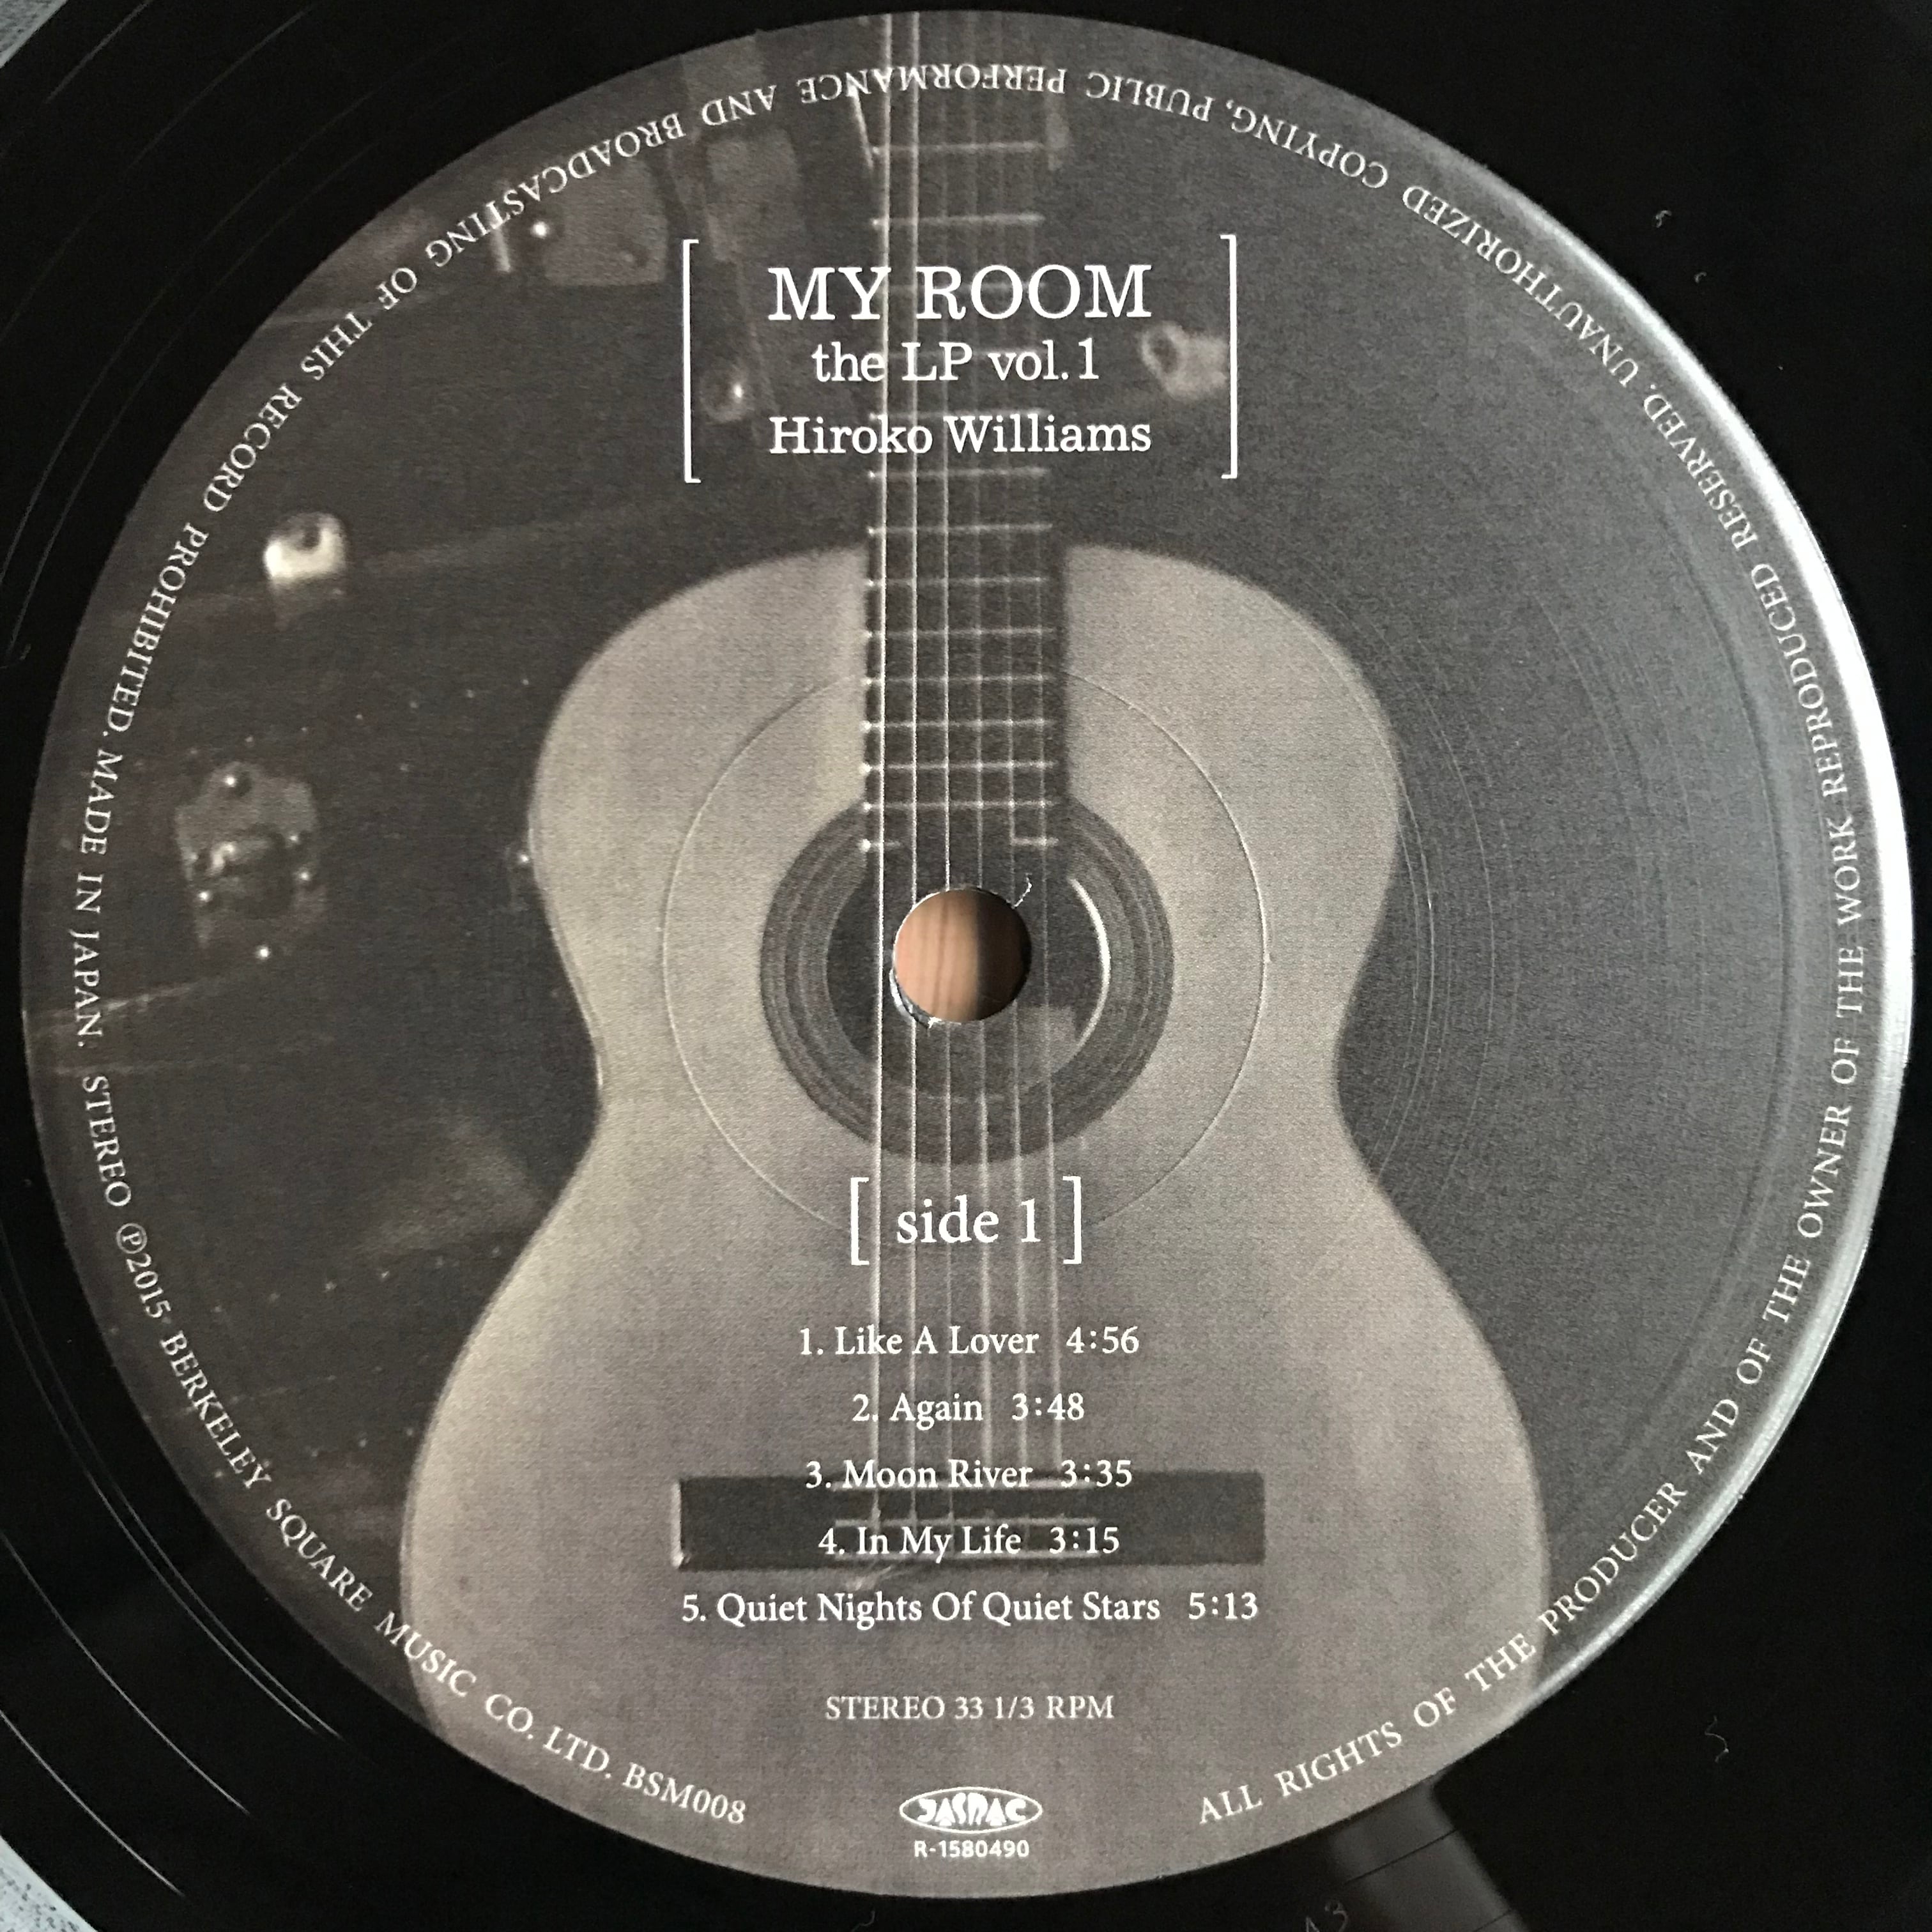 MY ROOM
the LP vol.1
Hiroko Williams
[ side 1 ]
1. Like A Lover 4:56
2. Again 3:48
3. Moon River 3:35
4. In My Life 3:15
5. Quiet Nights Of Quiet Stars 5:13
STEREO 33 1/3 RPM
JASRAC
R-1580490
ALL RIGHTS OF THE PRODUCER AND OF THE OWNER OF THE WORK REPRODUCED RESERVED. UNAUTHORIZED COPYING, PUBLIC PERFORMANCE AND BROADCASTING OF THIS RECORD PROHIBITED. MADE IN JAPAN. STEREO ℗2015 BERKELEY SQUARE MUSIC CO. LTD. BSM008